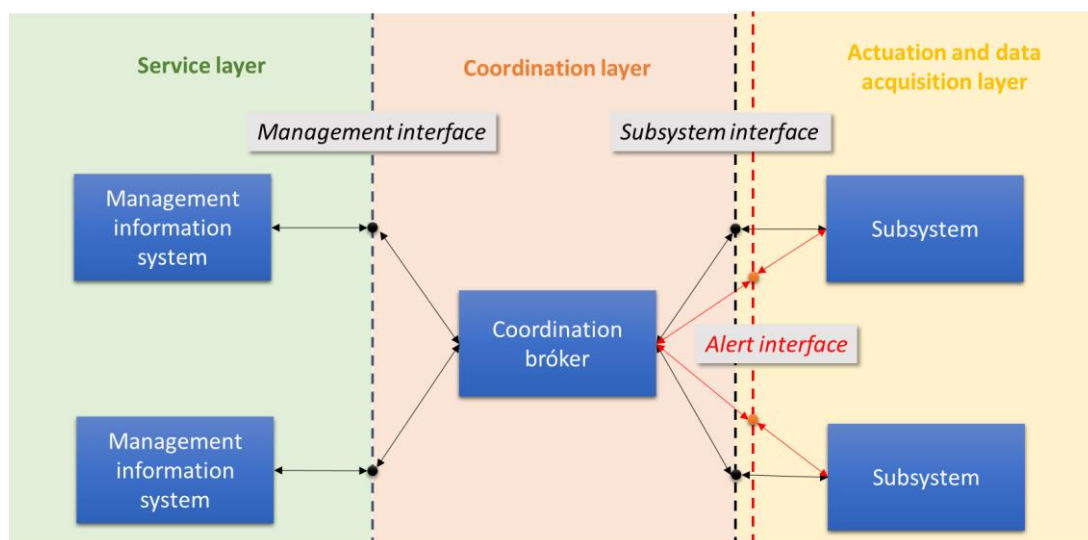 Service layer
Coordination layer
Actuation and data
acquisition layer
Management interface
Subsystem interface
Management
information
system
Subsystem
Coordination
bróker
Alert interface
Management
information
system
Subsystem